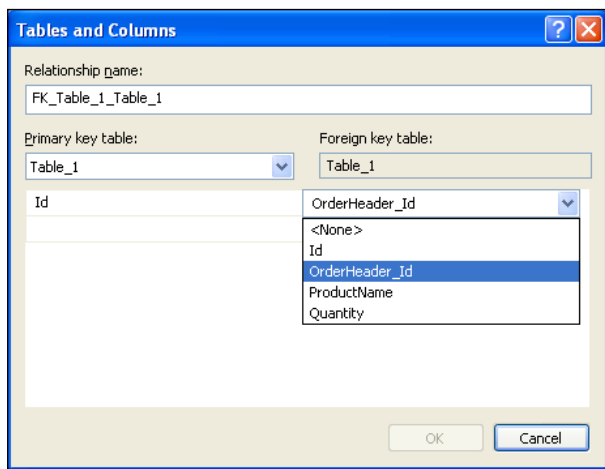 Tables and Columns
Relationship name:
FK_Table_1_Table_1
Primary key table:
Foreign key table:
Table_1
Table_1
Id
OrderHeader_Id
<None>
Id
OrderHeader_Id
ProductName
Quantity
OK
Cancel